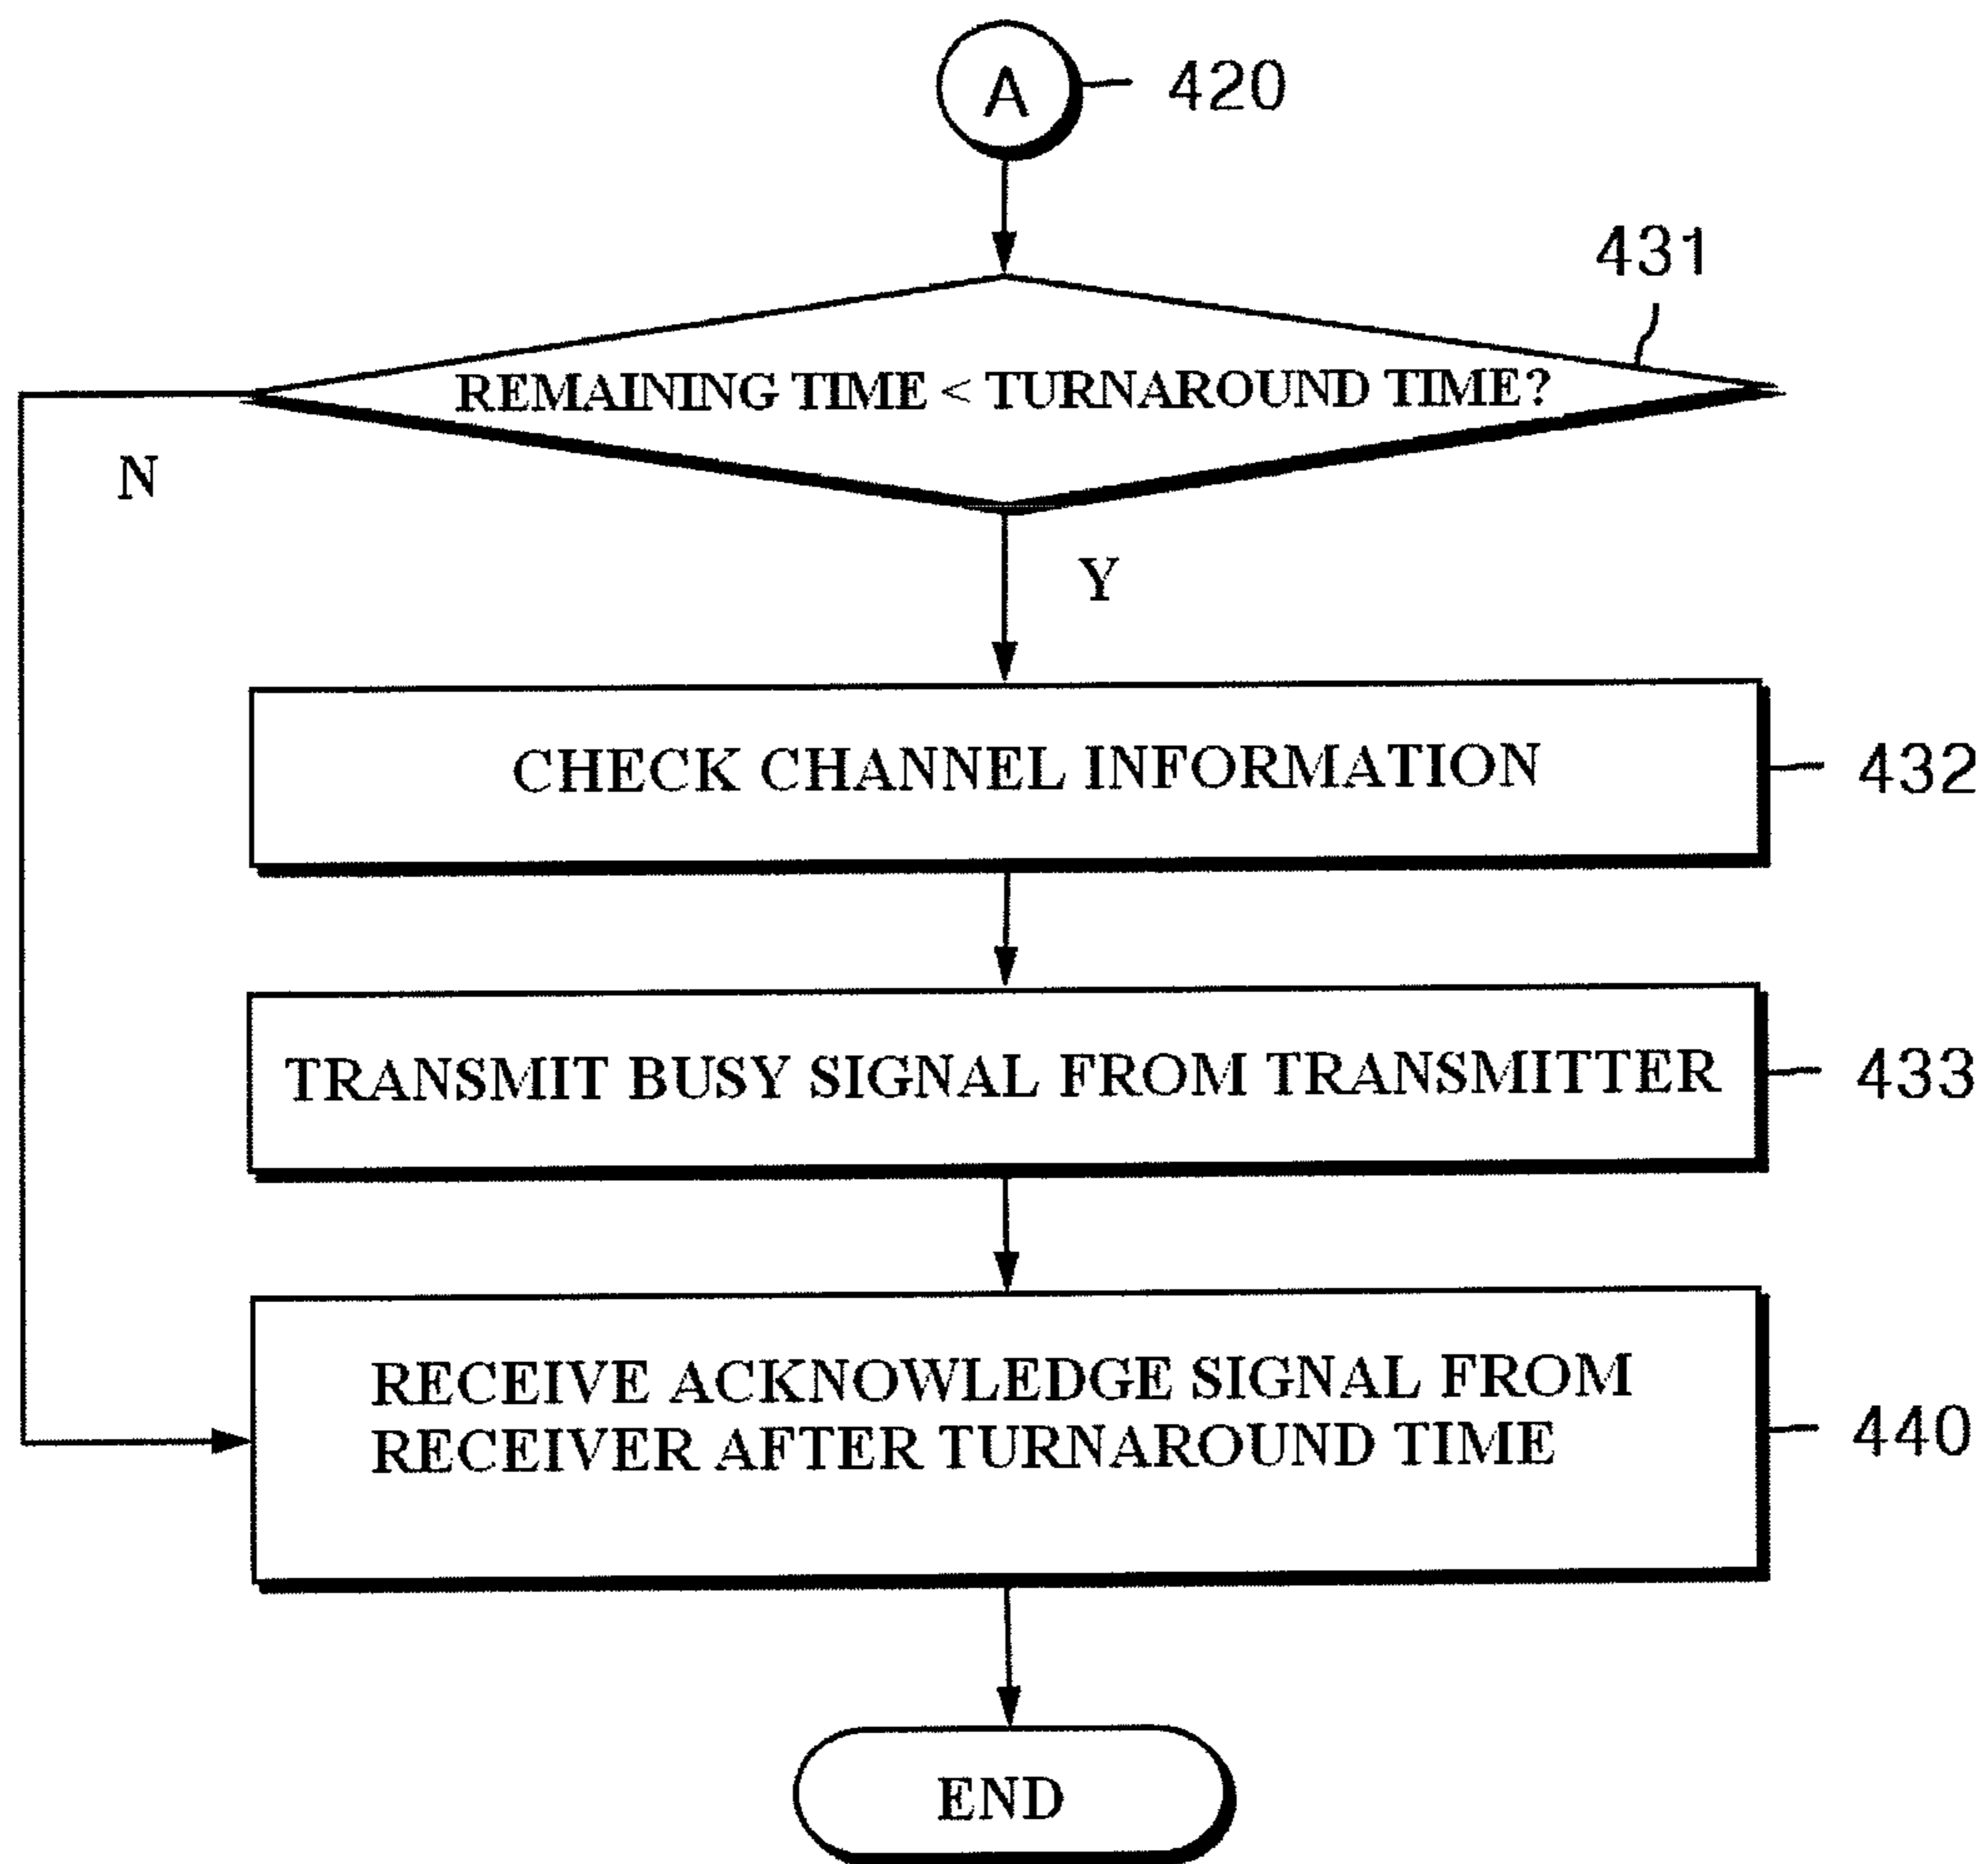 A
420
431
REMAINING TIME < TURNAROUND TIME?
N
Y
CHECK CHANNEL INFORMATION
432
TRANSMIT BUSY SIGNAL FROM TRANSMITTER
433
RECEIVE ACKNOWLEDGE SIGNAL FROM
RECEIVER AFTER TURNAROUND TIME
440
END